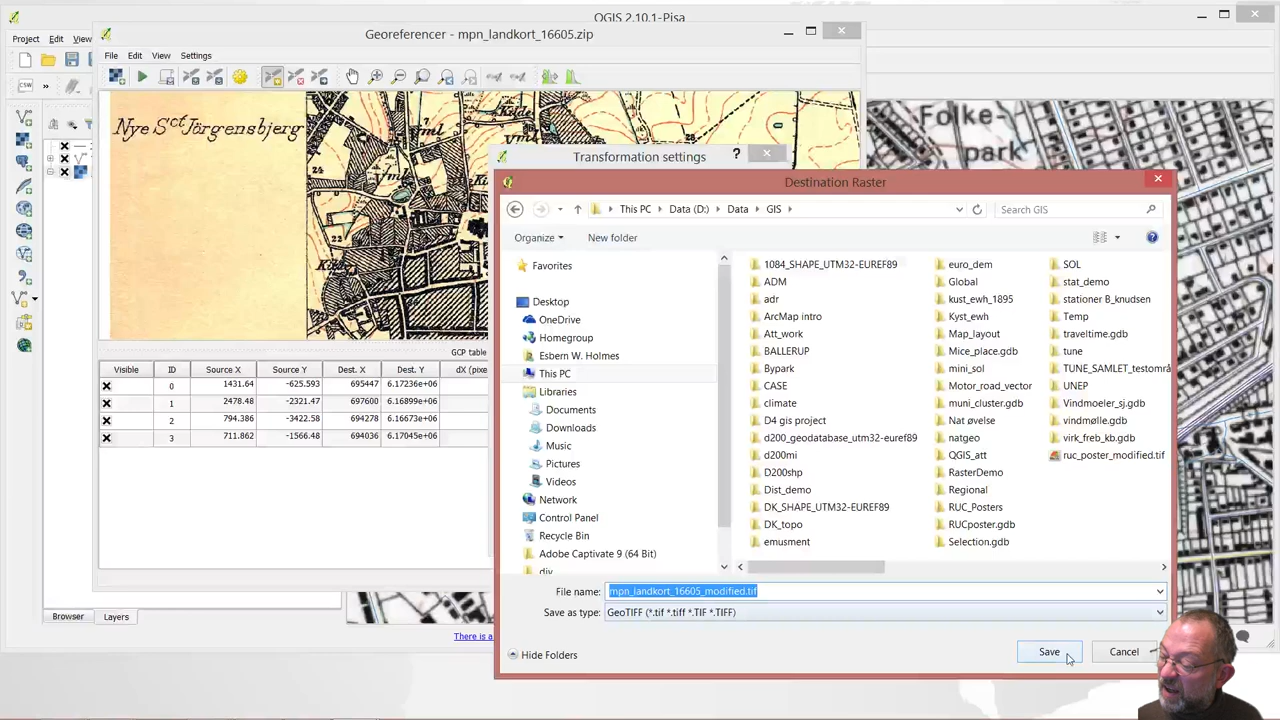 QGIS 2.10.1-Pisa
Georeferencer - mpn_landkort_16605.zip
Project Edit View
File Edit View Settings
CSW
Nye Sct Jörgensbjerg
Folke-
park
Transformation settings
?
Destination Raster
This PC Data (D:) Data GIS
Search GIS
Organize New folder
Favorites
Desktop
OneDrive
Homegroup
Esbern W. Holmes
This PC
Libraries
Documents
Downloads
Music
Pictures
Videos
Network
Control Panel
Recycle Bin
Adobe Captivate 9 (64 Bit)
div
1084_SHAPE_UTM32-EUREF89
ADM
adr
ArcMap intro
Att_work
BALLERUP
Bypark
CASE
climate
D4 gis project
d200_geodatabase_utm32-euref89
d200mi
D200shp
Dist_demo
DK_SHAPE_UTM32-EUREF89
DK_topo
emusment
euro_dem
Global
kust_ewh_1895
Kyst_ewh
Map_layout
Mice_place.gdb
mini_sol
Motor_road_vector
muni_cluster.gdb
Nat øvelse
natgeo
QGIS_att
RasterDemo
Regional
RUC_Posters
RUCposter.gdb
Selection.gdb
SOL
stat_demo
stationer B_knudsen
Temp
traveltime.gdb
tune
TUNE_SAMLET_testområ
UNEP
Vindmoeler_sj.gdb
vindmølle.gdb
virk_freb_kb.gdb
ruc_poster_modified.tif
GCP table
Visible ID Source X Source Y Dest. X Dest. Y dX (pixe
0 1431.64 -625.593 695447 6.17236e+06
1 2478.48 -2321.47 697600 6.16899e+06
2 794.386 -3422.58 694278 6.16673e+06
3 711.862 -1566.48 694036 6.17045e+06
File name: mpn_landkort_16605_modified.tif
Save as type: GeoTIFF (*.tif *.tiff *.TIF *.TIFF)
Hide Folders
Save Cancel
Browser Layers
There is a